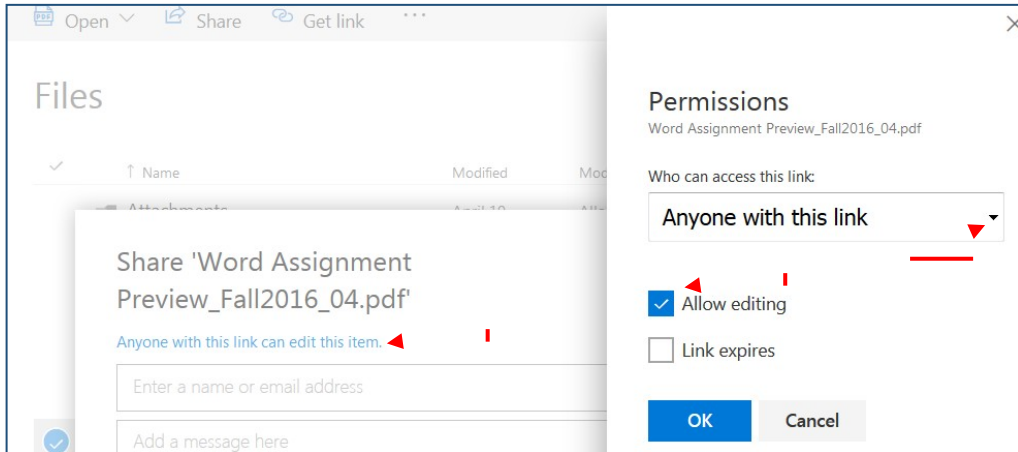 Open Share Get link ...
Files
Name Modified
Attachments
Share 'Word Assignment
Preview_Fall2016_04.pdf'
Anyone with this link can edit this item.
Enter a name or email address
Add a message here
Permissions
Word Assignment Preview_Fall2016_04.pdf
Who can access this link:
Anyone with this link
Allow editing
Link expires
OK Cancel